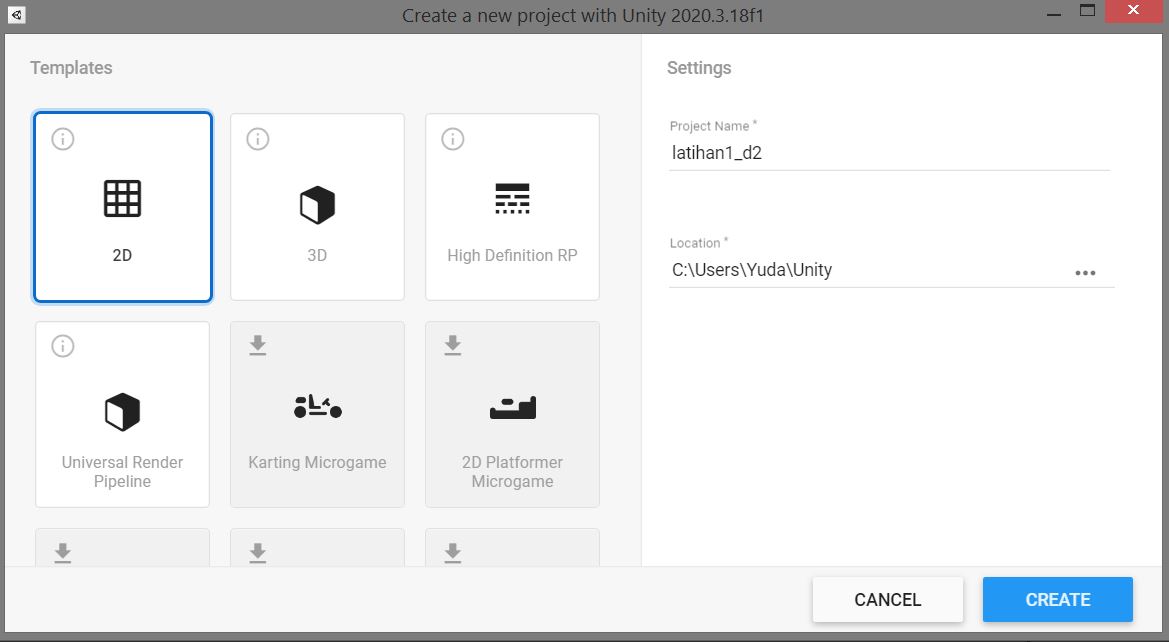 Create a new project with Unity 2020.3.18f1
Templates
2D
3D
High Definition RP
Universal Render
Pipeline
Karting Microgame
2D Platformer
Microgame
Settings
Project Name *
latihan1_d2
Location *
C:\Users\Yuda\Unity
CANCEL
CREATE